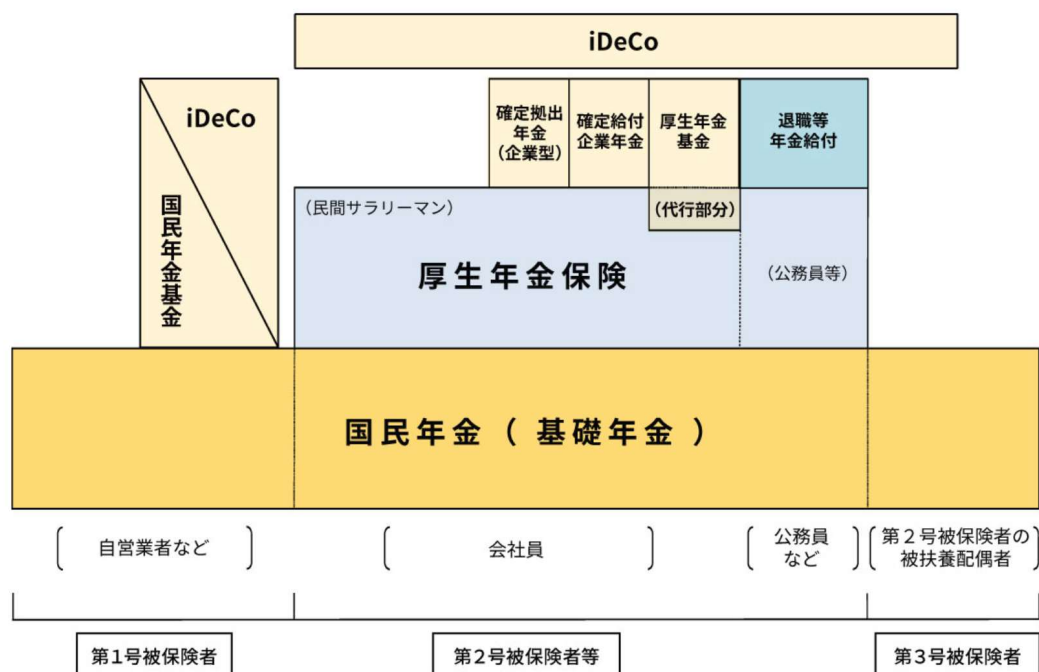 iDeCo
iDeCo
国民年金基金
確定拠出
年金
（企業型）
確定給付
企業年金
厚生年金
基金
退職等
年金給付
（民間サラリーマン）
（代行部分）
厚生年金保険
（公務員等）
国民年金（ 基礎年金 ）
自営業者など
会社員
公務員
など
第２号被保険者の
被扶養配偶者
第１号被保険者
第２号被保険者等
第３号被保険者